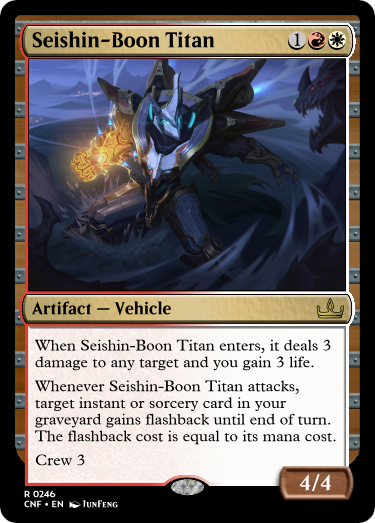 Seishin-Boon Titan 1
Artifact — Vehicle
When Seishin-Boon Titan enters, it deals 3
damage to any target and you gain 3 life.
Whenever Seishin-Boon Titan attacks,
target instant or sorcery card in your
graveyard gains flashback until end of turn.
The flashback cost is equal to its mana cost.
Crew 3
4/4
R 0246
CNF • EN JunFeng